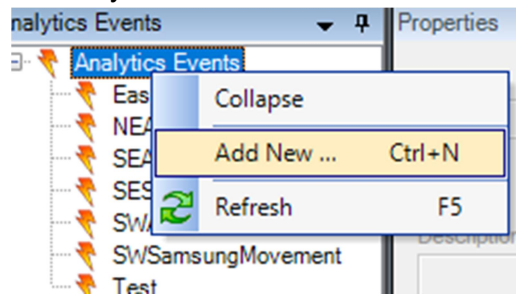 nalytics Events
Properties
Analytics Events
Eas
Collapse
NEA
Add New ... Ctrl+N
SEA
SES
Refresh F5
SWA
Description
SWSamsungMovement
Test